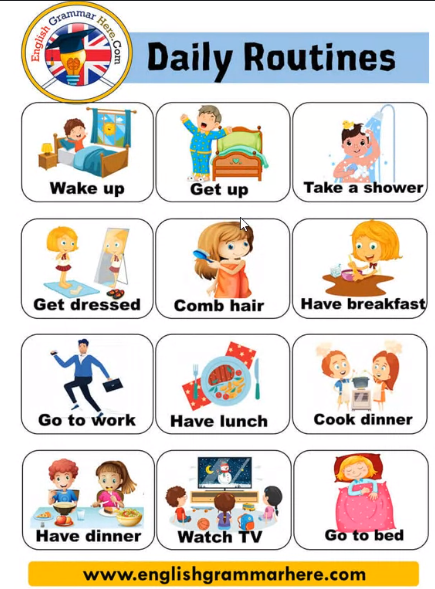 English Grammar Here.Com
Daily Routines
Wake up
Get up
Take a shower
Get dressed
Comb hair
Have breakfast
Go to work
Have lunch
Cook dinner
Have dinner
Watch TV
Go to bed
www.englishgrammarhere.com